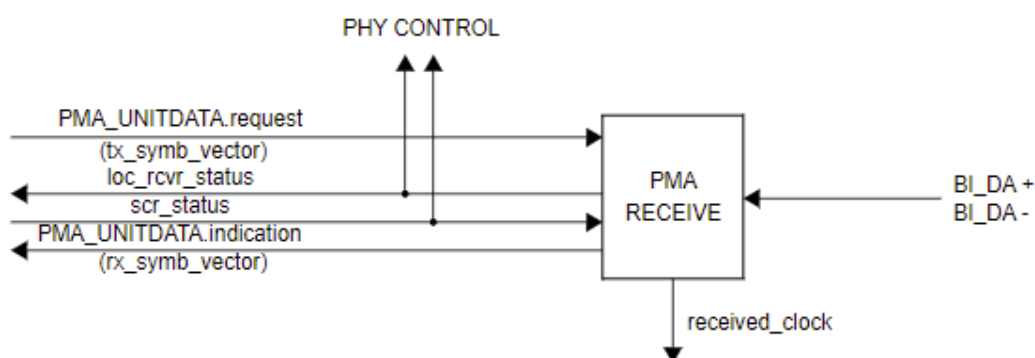 PHY CONTROL
PMA_UNITDATA.request
(tx_symb_vector)
loc_rcvr_status
scr_status
PMA_UNITDATA.indication
(rx_symb_vector)
PMA
RECEIVE
BI_DA +
BI_DA -
received_clock